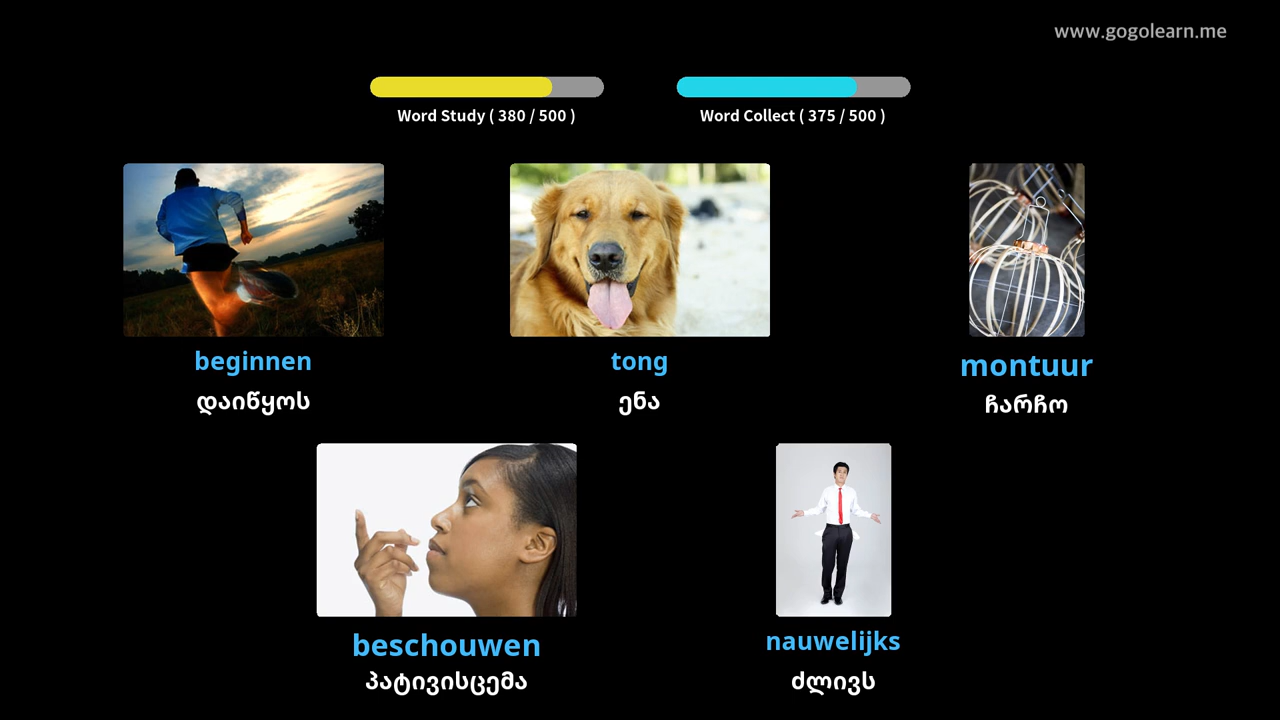 www.gogolearn.me
Word Study ( 380 / 500 )
Word Collect ( 375 / 500 )
beginnen
დაიწყოს
tong
ენა
montuur
ჩარჩო
beschouwen
პატივისცემა
nauwelijks
ძლივს